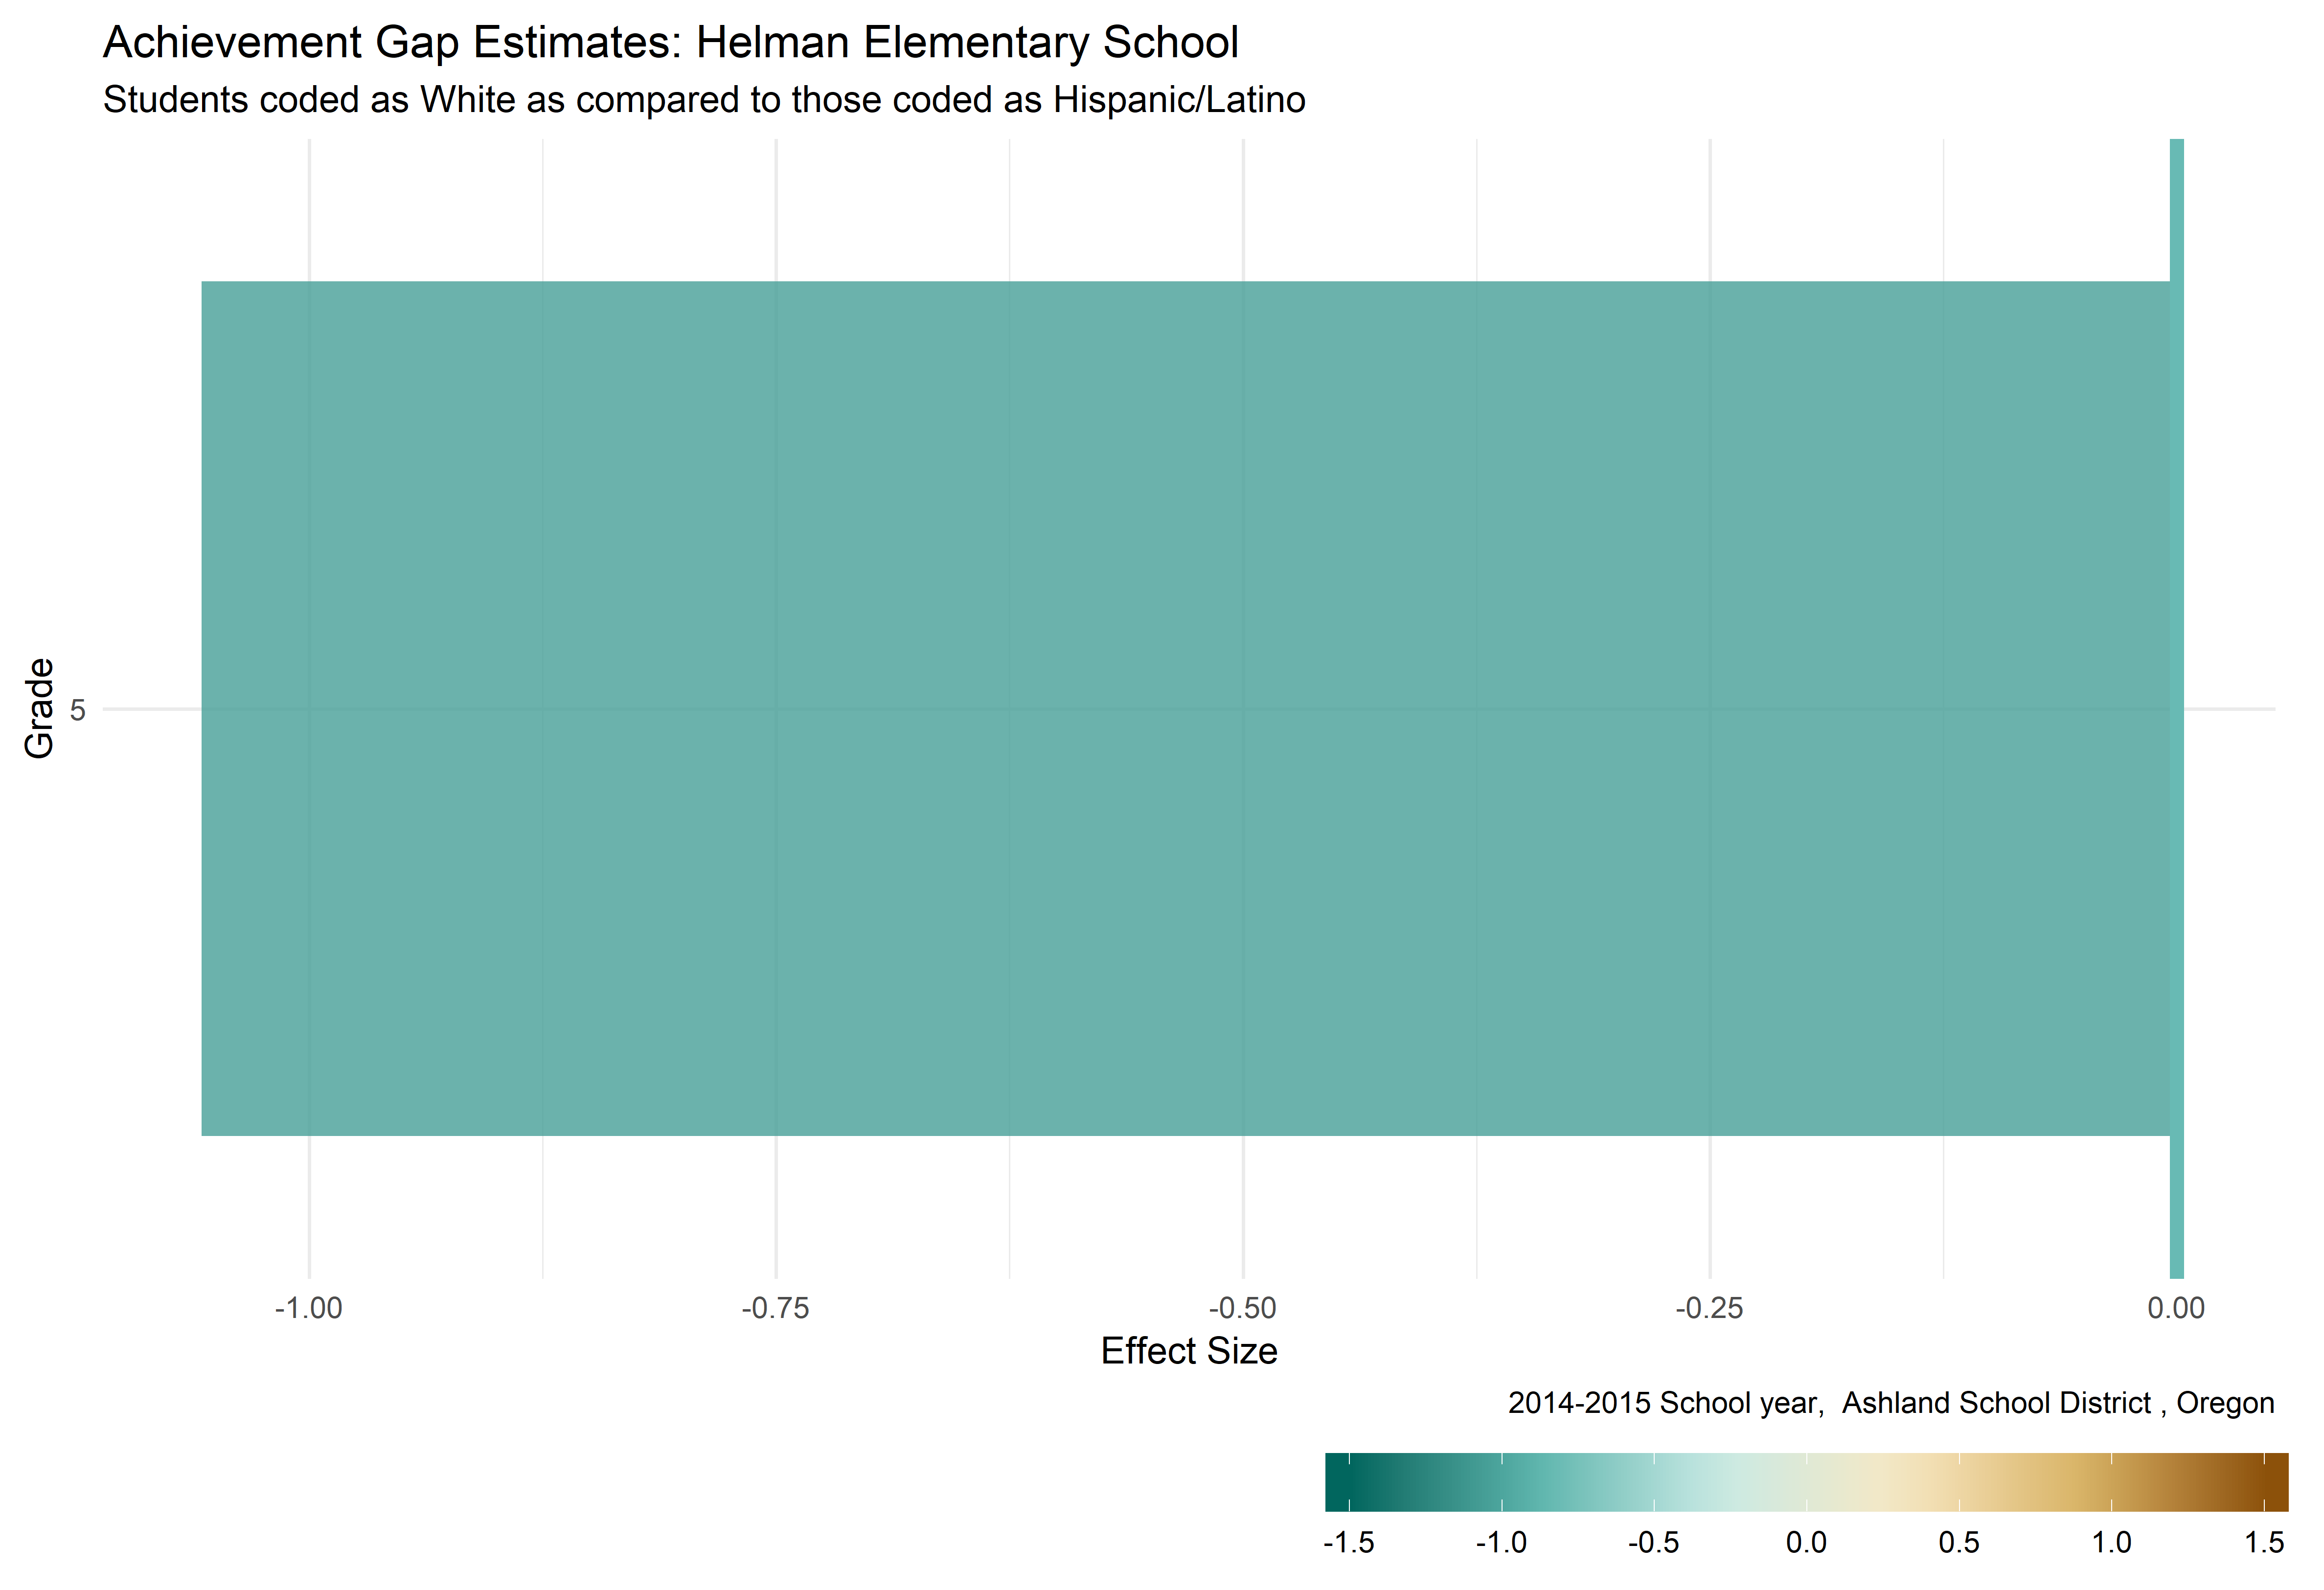 Achievement Gap Estimates: Helman Elementary School
Students coded as White as compared to those coded as Hispanic/Latino
Grade
5
-1.00 -0.75 -0.50 -0.25 0.00
Effect Size
2014-2015 School year,  Ashland School District , Oregon
-1.5 -1.0 -0.5 0.0 0.5 1.0 1.5